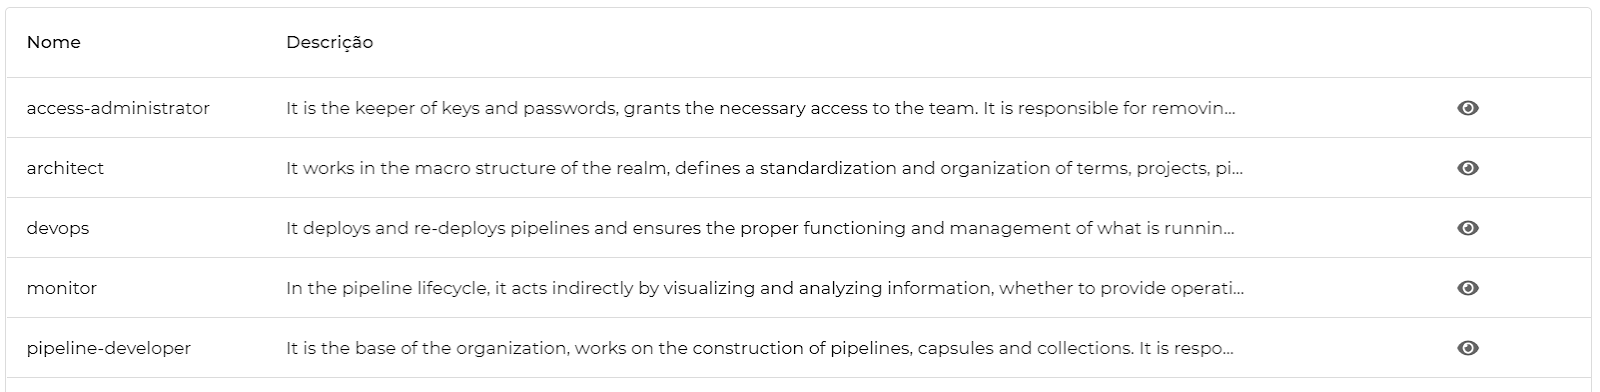 Nome Descrição
access-administrator It is the keeper of keys and passwords, grants the necessary access to the team. It is responsible for removin...
architect It works in the macro structure of the realm, defines a standardization and organization of terms, projects, pi...
devops It deploys and re-deploys pipelines and ensures the proper functioning and management of what is runnin...
monitor In the pipeline lifecycle, it acts indirectly by visualizing and analyzing information, whether to provide operati...
pipeline-developer It is the base of the organization, works on the construction of pipelines, capsules and collections. It is respo...